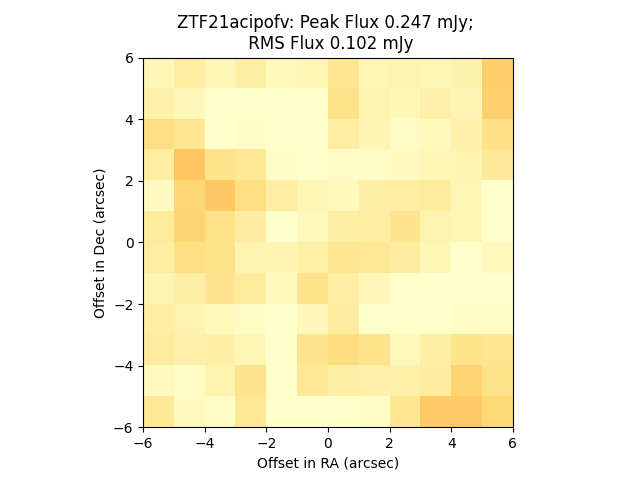 ZTF21acipofv: Peak Flux 0.247 mJy;
RMS Flux 0.102 mJy
6
4
2
0
−2
−4
−6
Offset in Dec (arcsec)
−6 −4 −2 0 2 4 6
Offset in RA (arcsec)